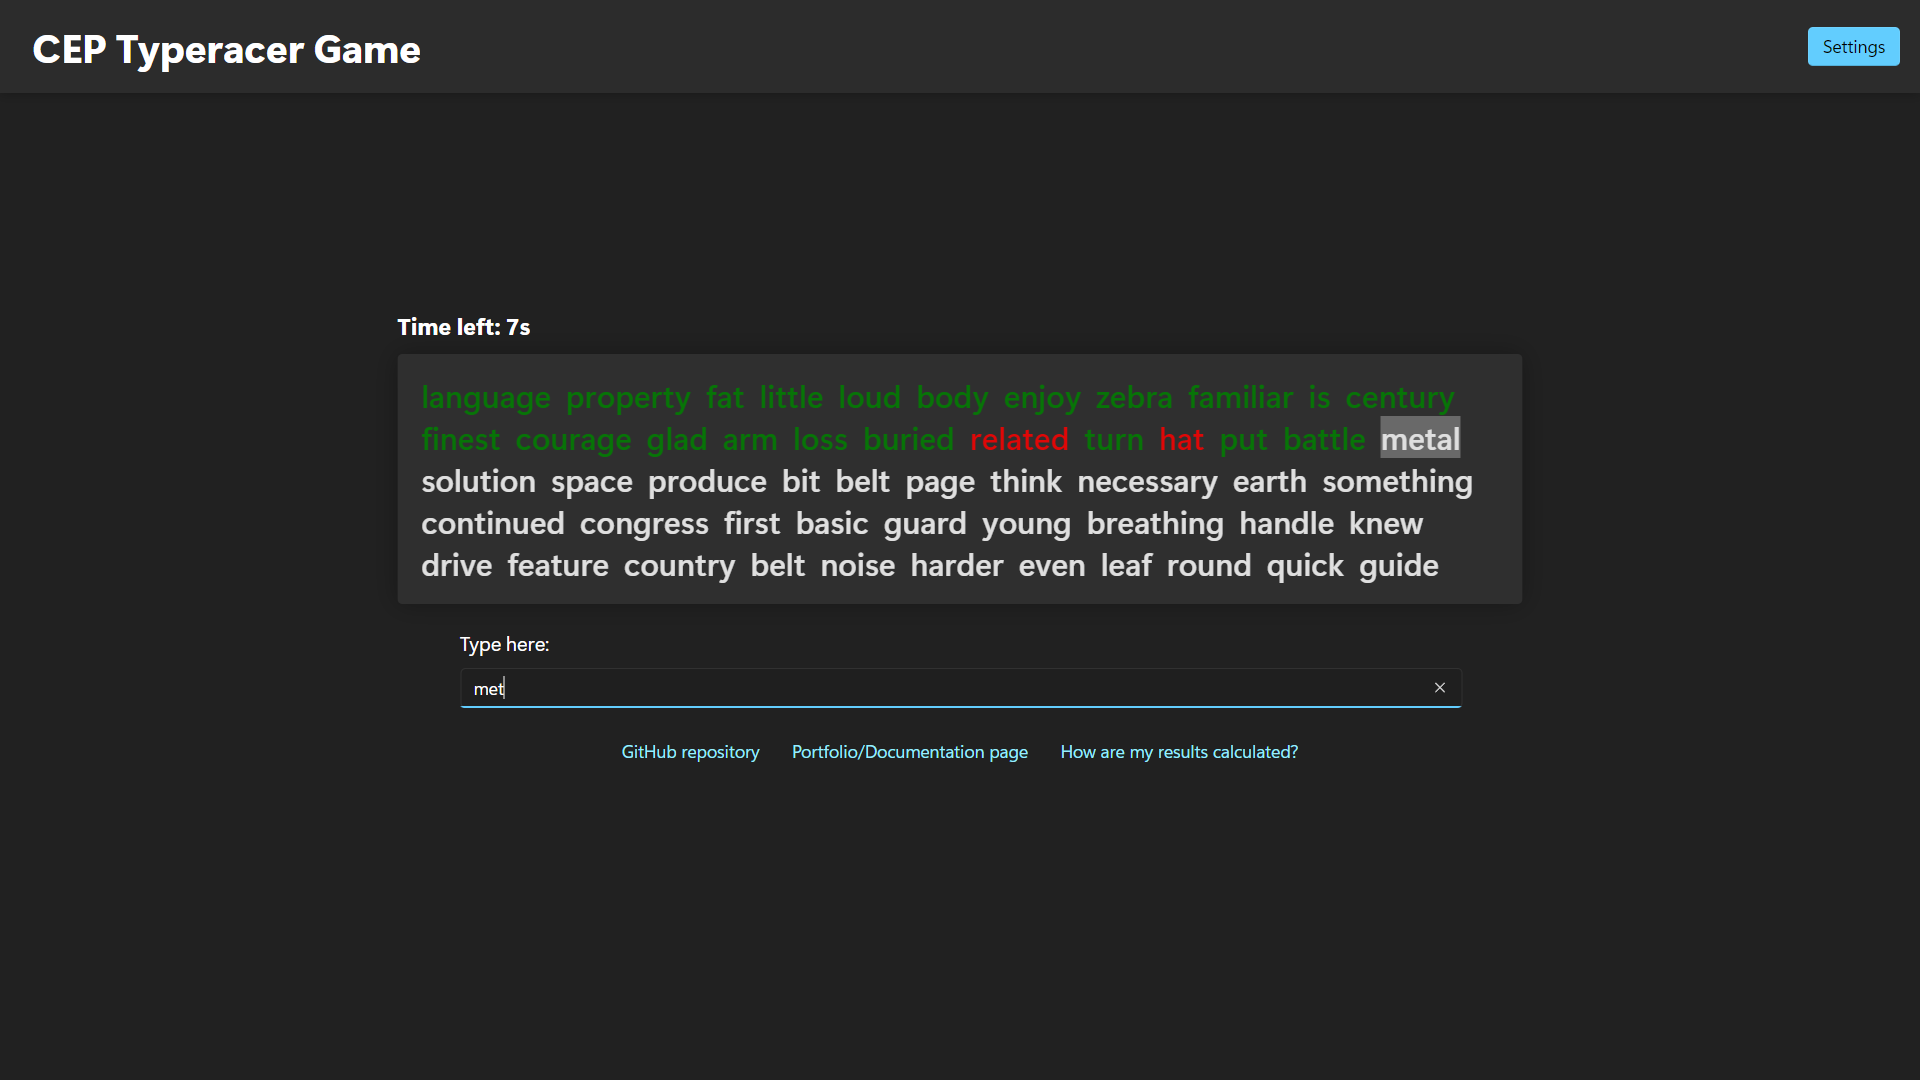 CEP Typeracer Game
Settings
Time left: 7s
language property fat little loud body enjoy zebra familiar is century
finest courage glad arm loss buried related turn hat put battle metal
solution space produce bit belt page think necessary earth something
continued congress first basic guard young breathing handle knew
drive feature country belt noise harder even leaf round quick guide
Type here:
met
GitHub repository Portfolio/Documentation page How are my results calculated?